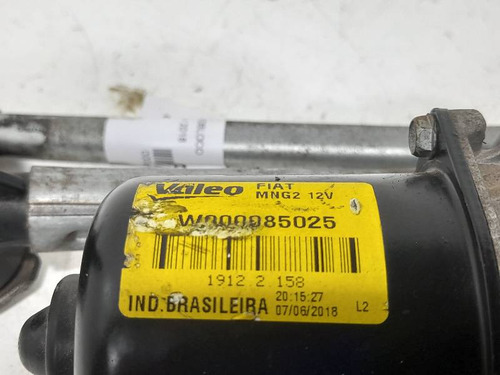 Valeo
FIAT
MNG2 12V
W000085025
1912 2 158
IND.BRASILEIRA
20:15:27
07/06/2018
L2